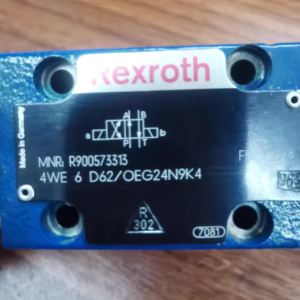 Rexroth
Made in Germany
A B
a b
P T
MNR: R900573313
4WE 6 D62/OEG24N9K4
R
302
7081